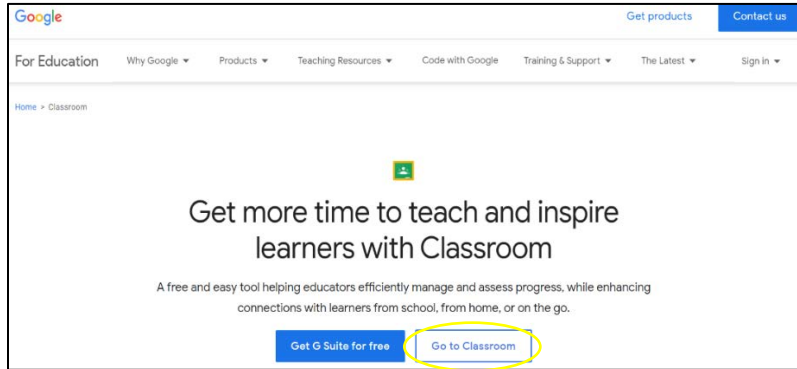 Google Get products Contact us
For Education Why Google Products Teaching Resources Code with Google Training & Support The Latest Sign in
Home > Classroom
Get more time to teach and inspire
learners with Classroom
A free and easy tool helping educators efficiently manage and assess progress, while enhancing
connections with learners from school, from home, or on the go.
Get G Suite for free Go to Classroom